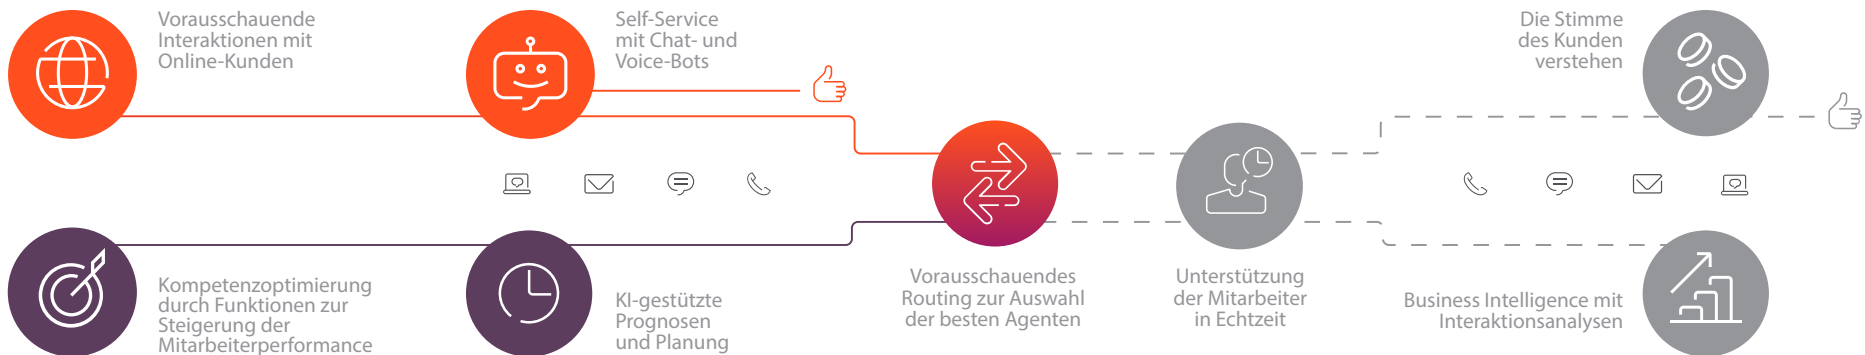 Vorausschauende
Interaktionen mit
Online-Kunden
Self-Service
mit Chat- und
Voice-Bots
Die Stimme
des Kunden
verstehen
Kompetenzoptimierung
durch Funktionen zur
Steigerung der
Mitarbeiterperformance
KI-gestützte
Prognosen
und Planung
Vorausschauendes
Routing zur Auswahl
der besten Agenten
Unterstützung
der Mitarbeiter
in Echtzeit
Business Intelligence mit
Interaktionsanalysen